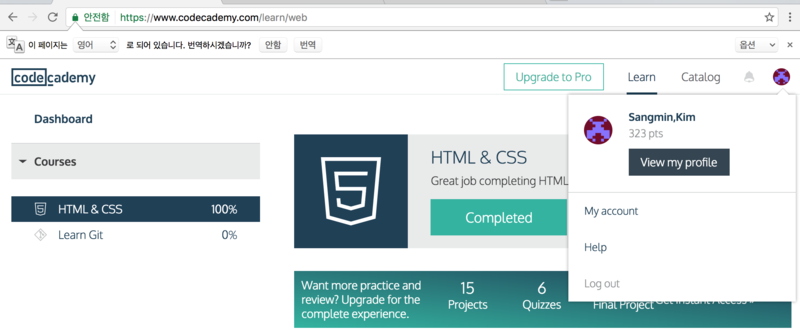 안전함 https://www.codecademy.com/learn/web
이 페이지는 영어 로 되어 있습니다. 번역하시겠습니까? 안함 번역 옵션
codecademy Upgrade to Pro Learn Catalog
Dashboard
Courses
HTML & CSS 100%
Learn Git 0%
HTML & CSS
Great job completing HTML
Completed
Want more practice and
review? Upgrade for the
complete experience.
15
Projects
6
Quizzes
Final Project
Get Instant Access »
Sangmin,Kim
323 pts
View my profile
My account
Help
Log out